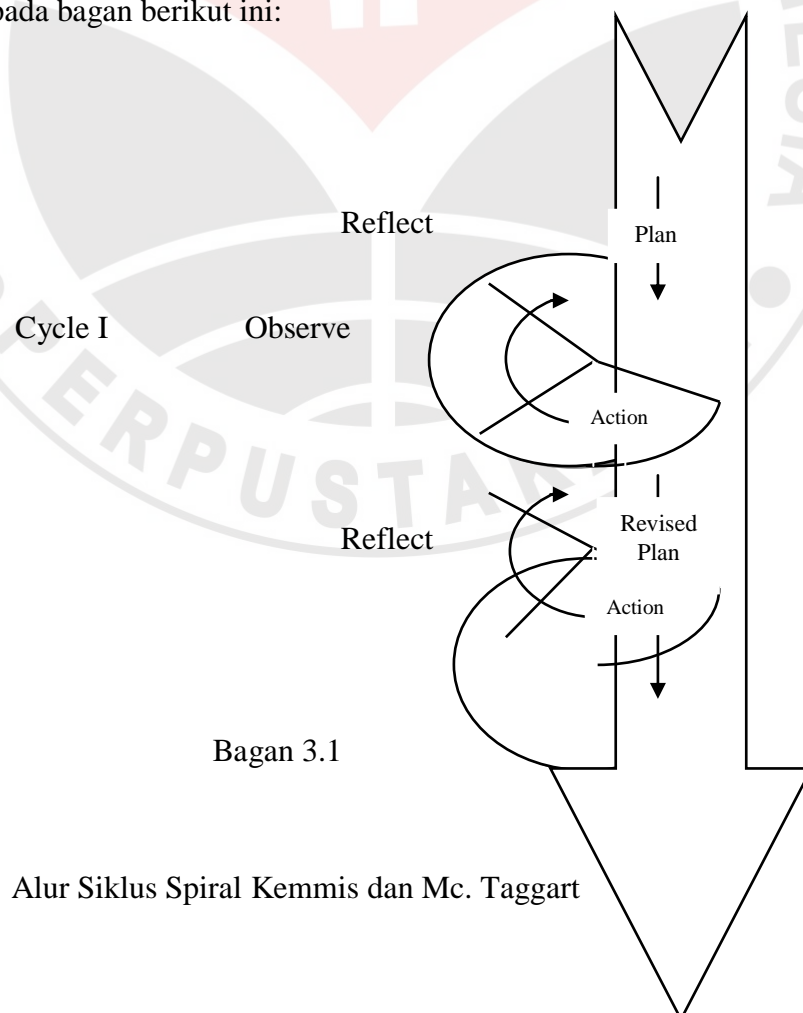 pada bagan berikut ini:
Reflect
Plan
Cycle I
Observe
Action
Reflect
Revised
Plan
Action
Bagan 3.1
Alur Siklus Spiral Kemmis dan Mc. Taggart
PERPUSTAK